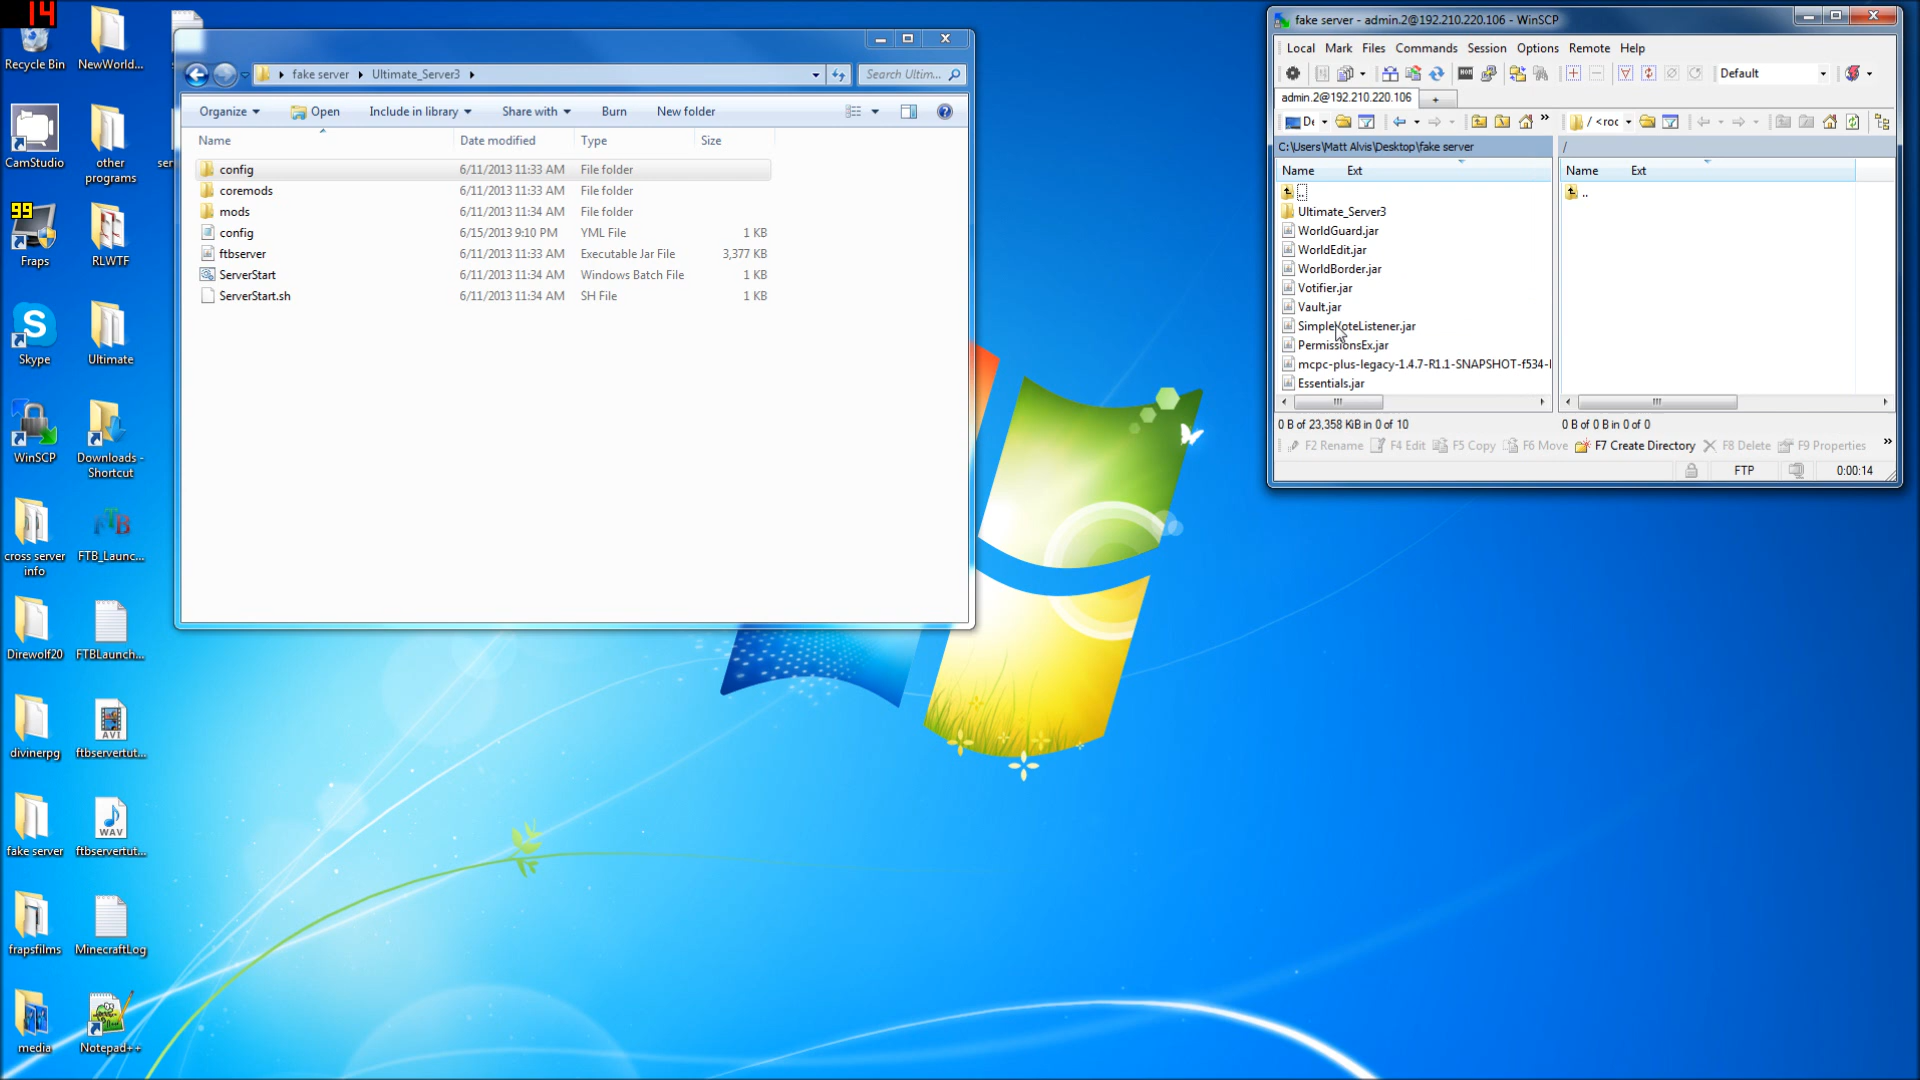 14
Recycle Bin
NewWorld...
CamStudio
other programs
99
Fraps
RLWTF
Skype
Ultimate
WinSCP
Downloads - Shortcut
cross server info
FTB_Launc...
Direwolf20
FTBLaunch...
divinerpg
AVI
ftbservertut...
fake server
WAV
ftbservertut...
frapsfilms
MinecraftLog
media
Notepad++
fake server
Ultimate_Server3
Search Ultim...
Organize
Open
Include in library
Share with
Burn
New folder
Name Date modified Type Size
config 6/11/2013 11:33 AM File folder
coremods 6/11/2013 11:33 AM File folder
mods 6/11/2013 11:34 AM File folder
config 6/15/2013 9:10 PM YML File 1 KB
ftbserver 6/11/2013 11:33 AM Executable Jar File 3,377 KB
ServerStart 6/11/2013 11:34 AM Windows Batch File 1 KB
ServerStart.sh 6/11/2013 11:34 AM SH File 1 KB
fake server - admin.2@192.210.220.106 - WinSCP
Local Mark Files Commands Session Options Remote Help
Default
admin.2@192.210.220.106
De
/ <roc
C:\Users\Matt Alvis\Desktop\fake server
/
Name Ext
Name Ext
..
..
Ultimate_Server3
WorldGuard.jar
WorldEdit.jar
WorldBorder.jar
Votifier.jar
Vault.jar
SimpleVoteListener.jar
PermissionsEx.jar
mcpc-plus-legacy-1.4.7-R1.1-SNAPSHOT-f534-l
Essentials.jar
0 B of 23,358 KiB in 0 of 10
0 B of 0 B in 0 of 0
F2 Rename F4 Edit F5 Copy F6 Move F7 Create Directory F8 Delete F9 Properties
FTP
0:00:14